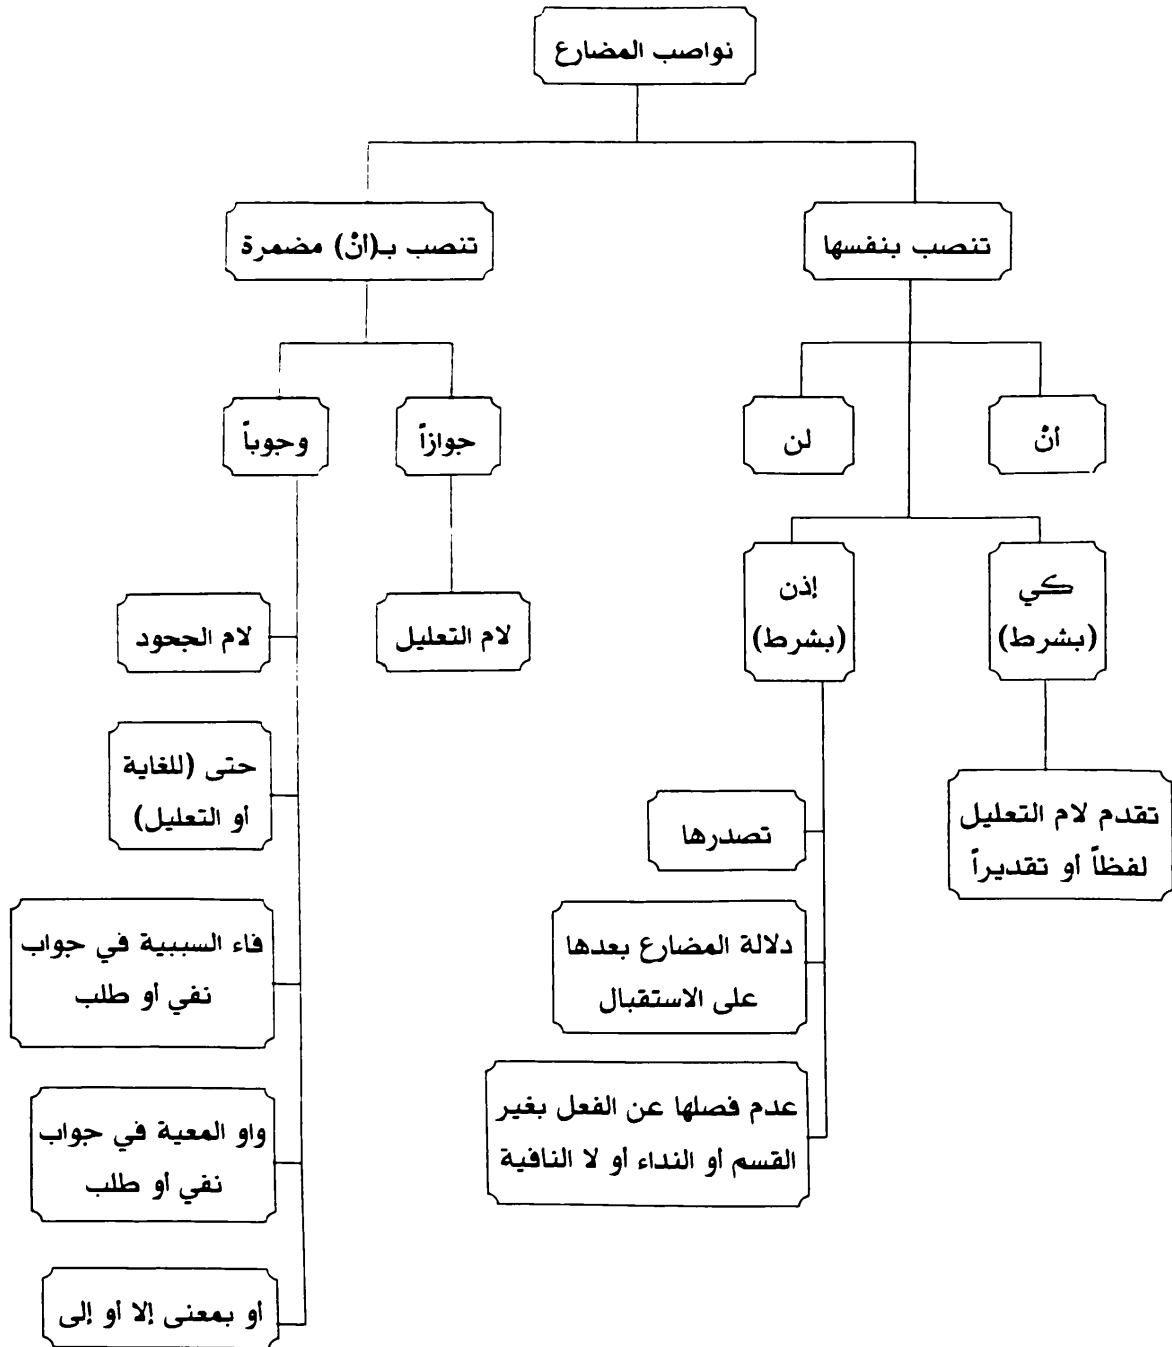 نواصب المضارع
تنصب بنفسها
تنصب بـ(أنْ) مضمرة
أنْ
لن
جوازاً
وجوباً
كي
(بشرط)
إذن
(بشرط)
لام التعليل
لام الجحود
تقدم لام التعليل
لفظاً أو تقديراً
تصدرها
حتى (للغاية
أو التعليل)
دلالة المضارع بعدها
على الاستقبال
فاء السببية في جواب
نفي أو طلب
عدم فصلها عن الفعل بغير
القسم أو النداء أو لا النافية
واو المعية في جواب
نفي أو طلب
أو بمعنى إلا أو إلى